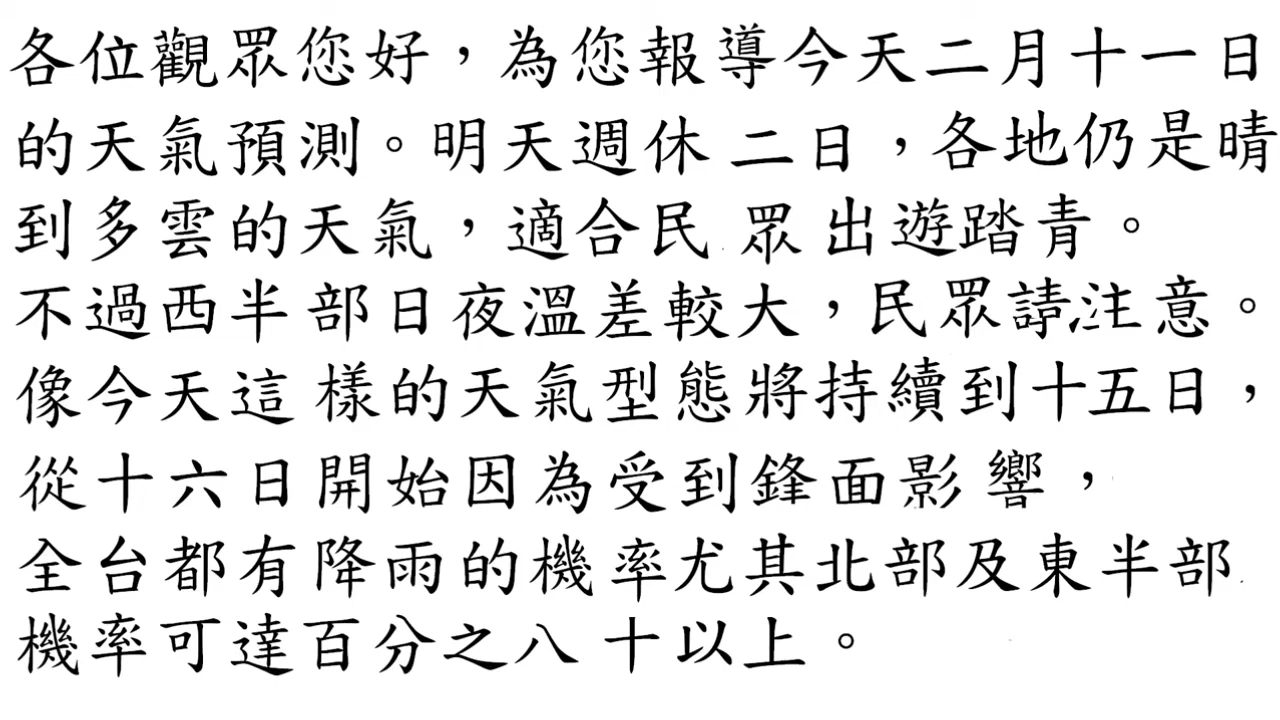 各位觀眾您好，為您報導今天二月十一日
的天氣預測。明天週休二日，各地仍是晴
到多雲的天氣，適合民眾出遊踏青。
不過西半部日夜溫差較大，民眾請注意。
像今天這樣的天氣型態將持續到十五日，
從十六日開始因為受到鋒面影響，
全台都有降雨的機率尤其北部及東半部
機率可達百分之八十以上。